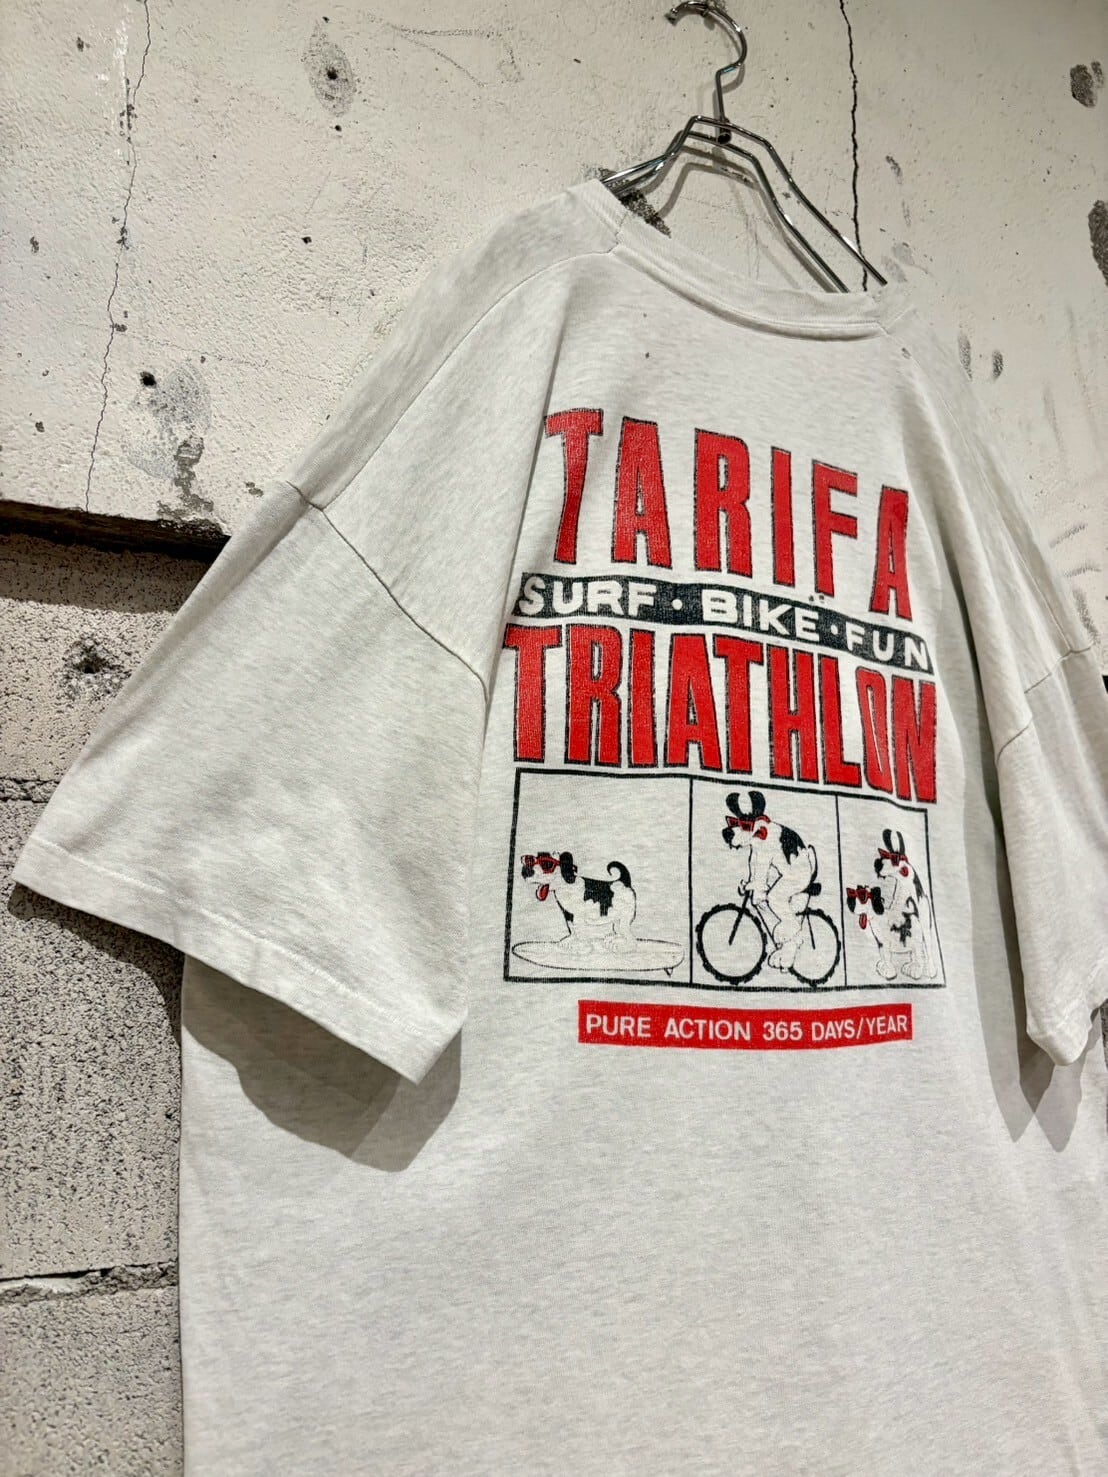 TARIFA
SURF·BIKE·FUN
TRIATHLON
PURE ACTION 365 DAYS/YEAR